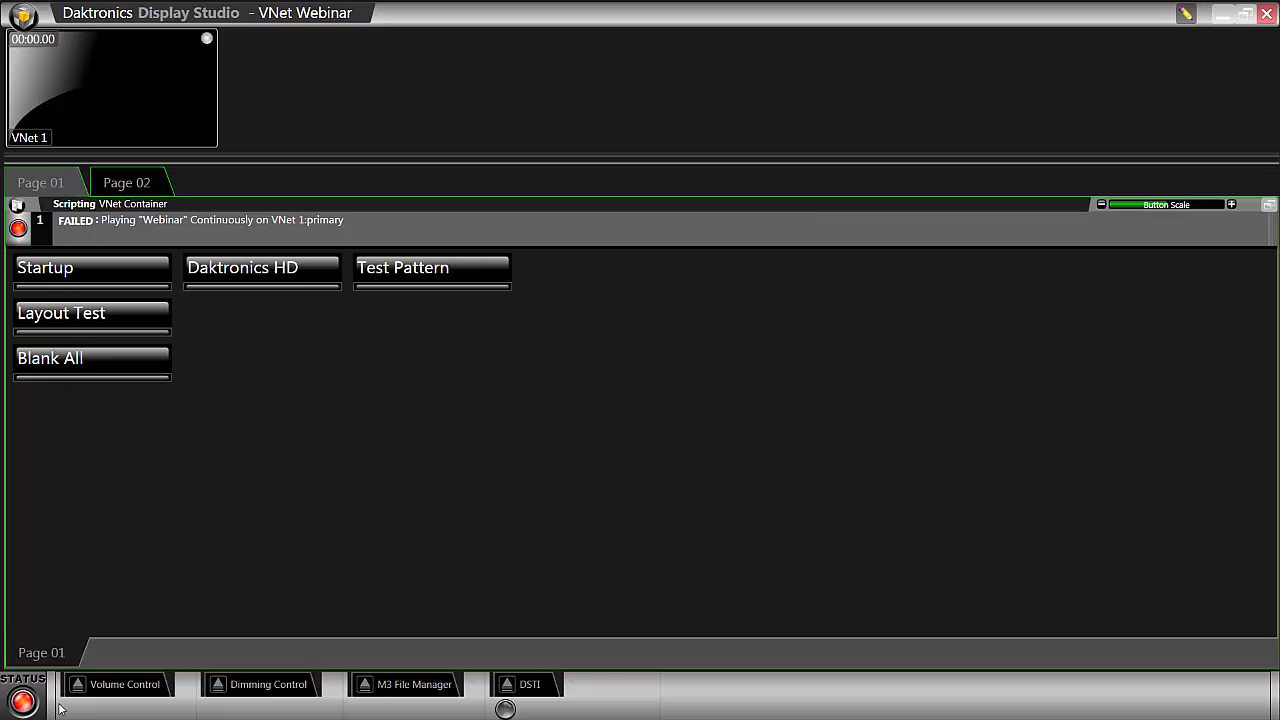 Daktronics Display Studio - VNet Webinar
00:00.00
VNet 1
Page 01
Page 02
Scripting VNet Container
Button Scale
1
FAILED : Playing "Webinar" Continuously on VNet 1:primary
Startup
Daktronics HD
Test Pattern
Layout Test
Blank All
Page 01
STATUS
Volume Control
Dimming Control
M3 File Manager
DSTI